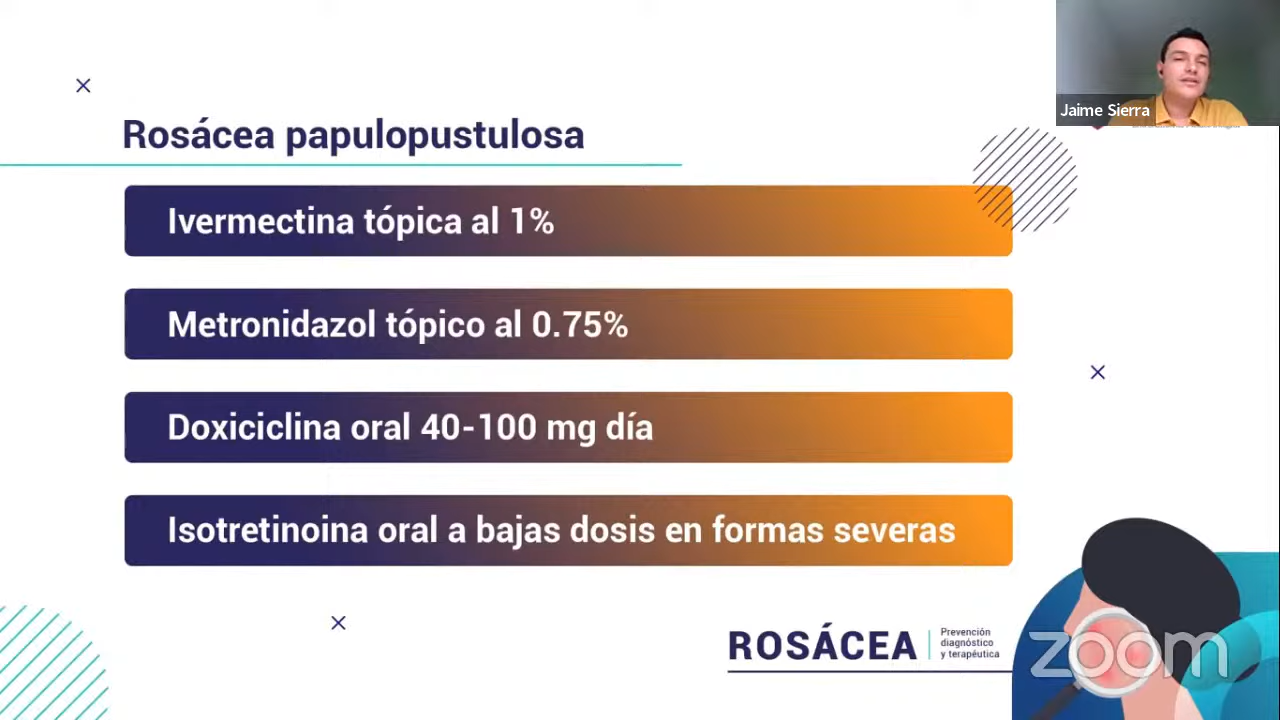 Jaime Sierra
Rosácea papulopustulosa
Ivermectina tópica al 1%
Metronidazol tópico al 0.75%
Doxiciclina oral 40-100 mg día
Isotretinoina oral a bajas dosis en formas severas
ROSÁCEA
Prevención
diagnóstico
y terapéutica
zoom